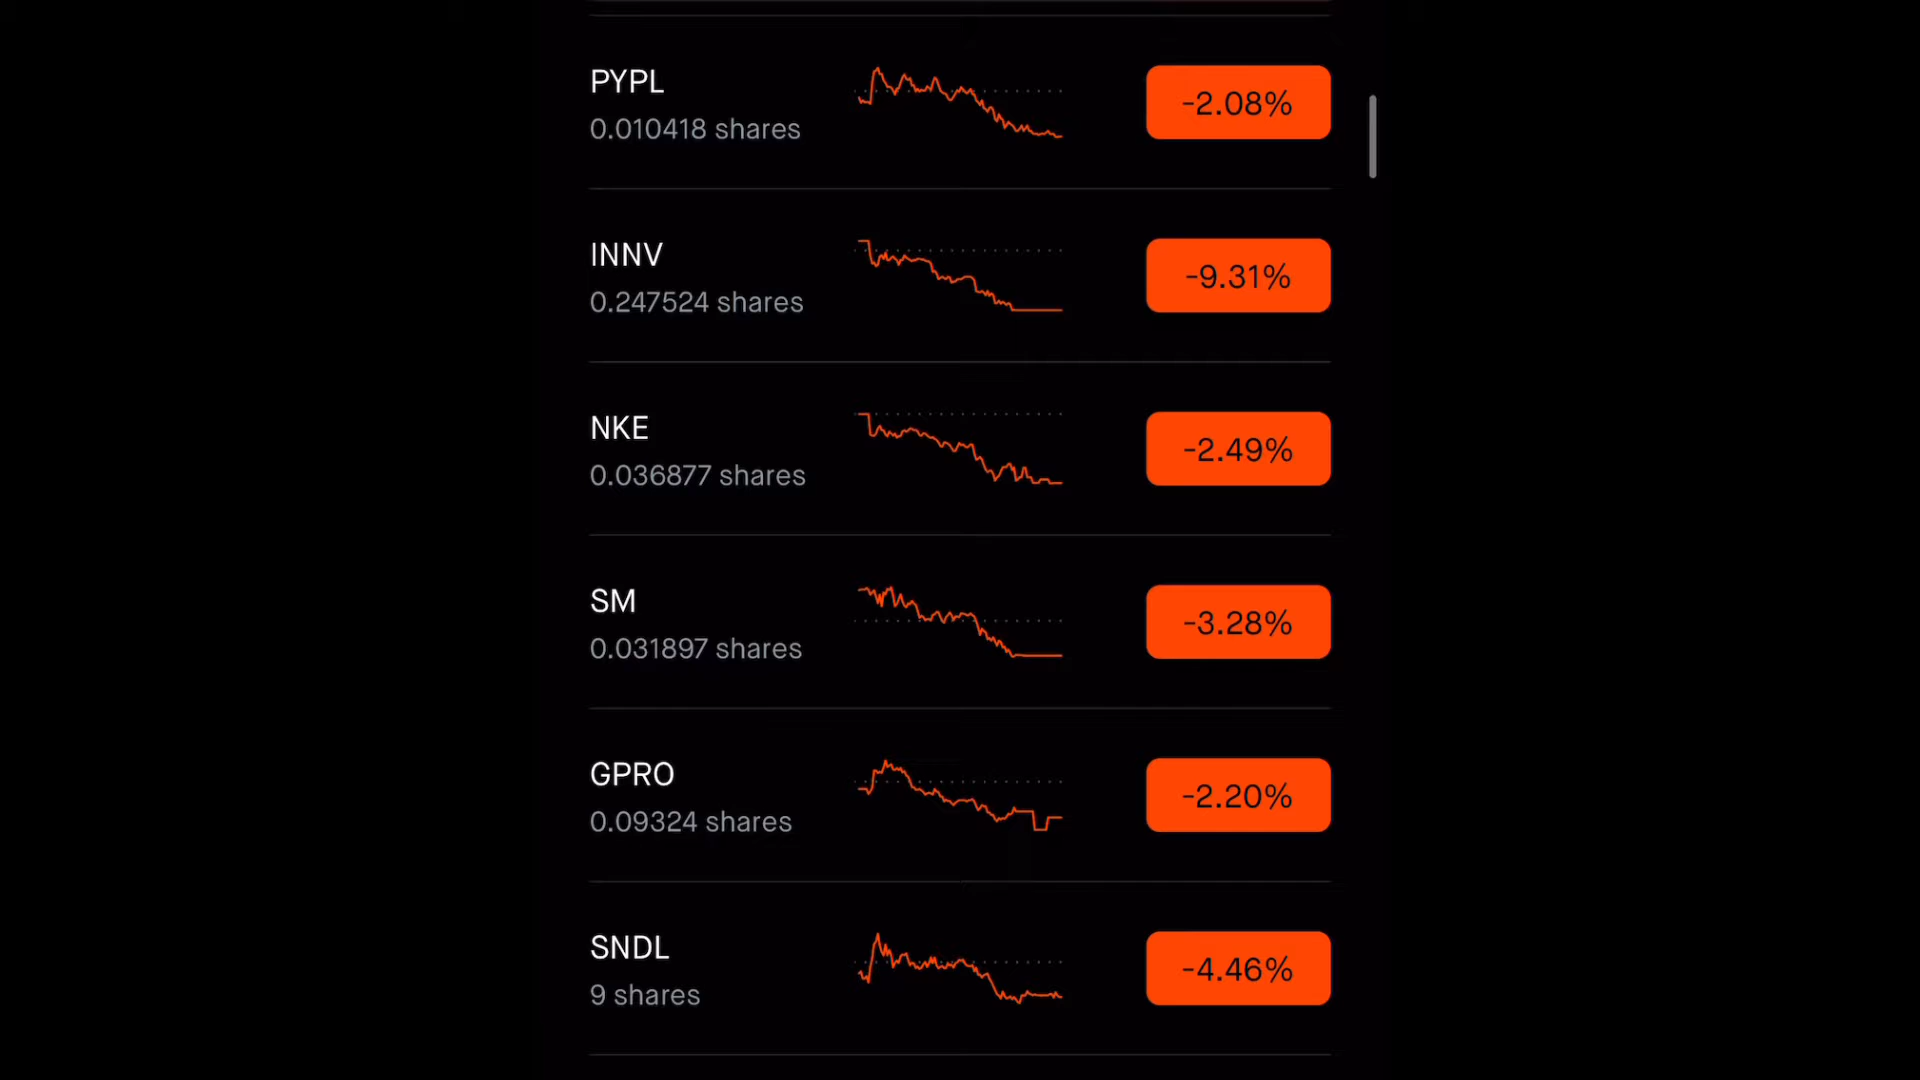 PYPL
0.010418 shares
-2.08%
INNV
0.247524 shares
-9.31%
NKE
0.036877 shares
-2.49%
SM
0.031897 shares
-3.28%
GPRO
0.09324 shares
-2.20%
SNDL
9 shares
-4.46%